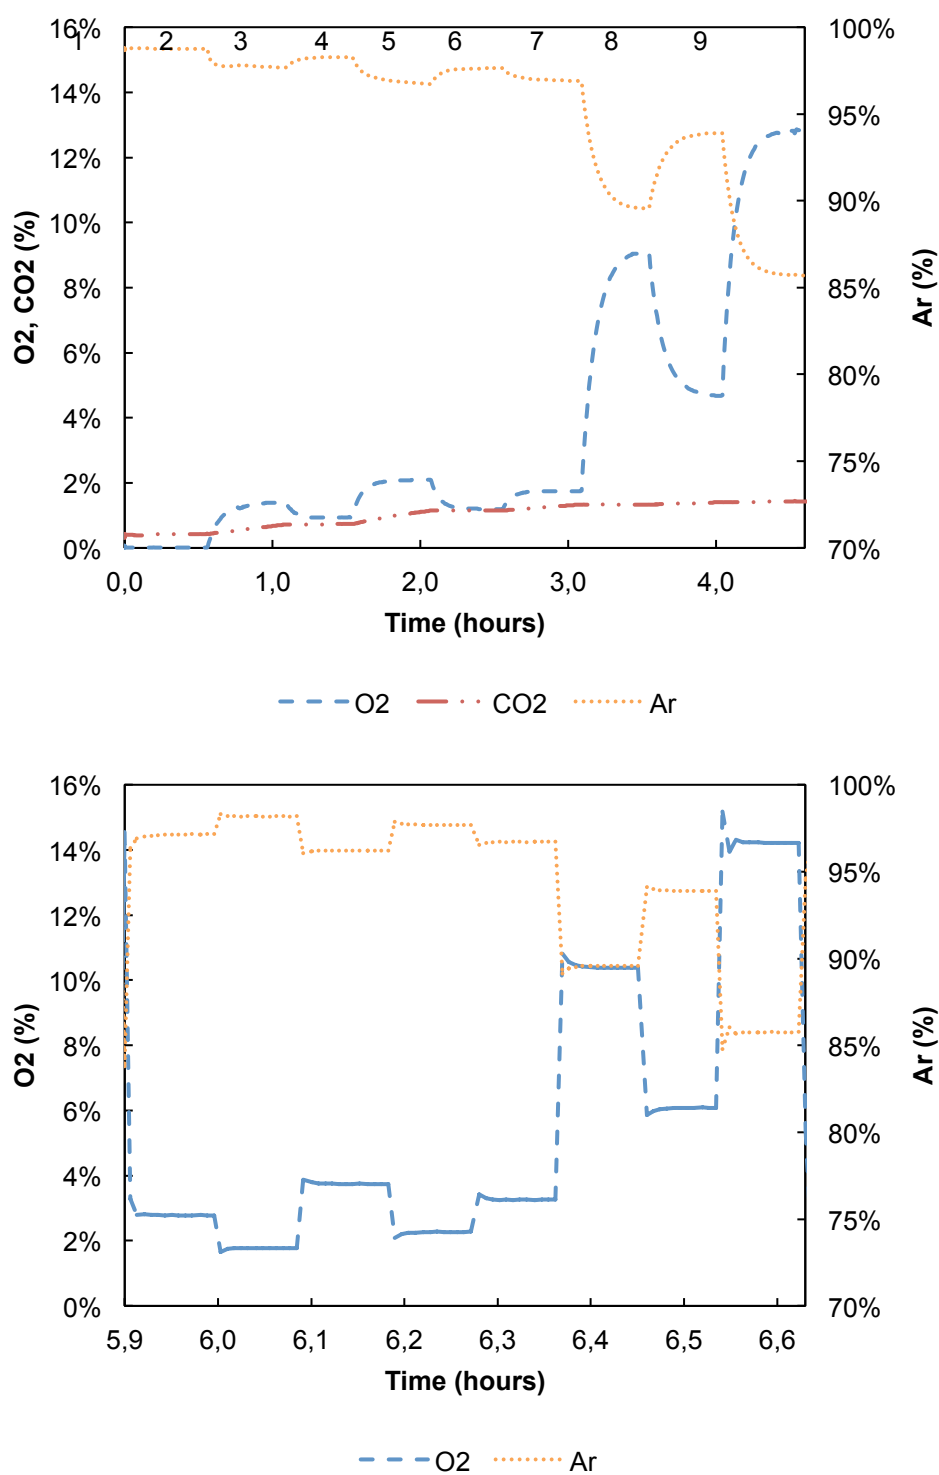 16% 1 2 3 4 5 6 7 8 9 100%
14% 95%
12%
10% 90%
8% 85%
6% 80%
4% 75%
2%
0% 70%
O2, CO2 (%)
Ar (%)
0,0 1,0 2,0 3,0 4,0
Time (hours)
O2 CO2 Ar
16% 100%
14% 95%
12%
10% 90%
8% 85%
6% 80%
4% 75%
2%
0% 70%
O2 (%)
Ar (%)
5,9 6,0 6,1 6,2 6,3 6,4 6,5 6,6
Time (hours)
O2 Ar